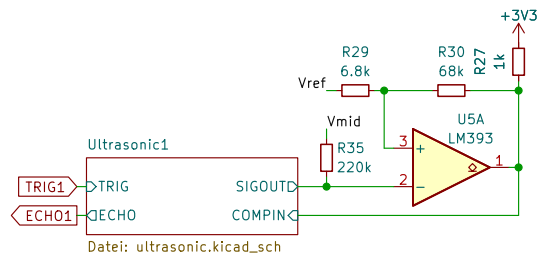 +3V3
R29
6.8k
R30
68k
R27
1k
Vref
Vmid
U5A
LM393
3
+
1
2
-
R35
220k
Ultrasonic1
TRIG1
TRIG
SIGOUT
ECHO1
ECHO
COMPIN
Datei: ultrasonic.kicad_sch